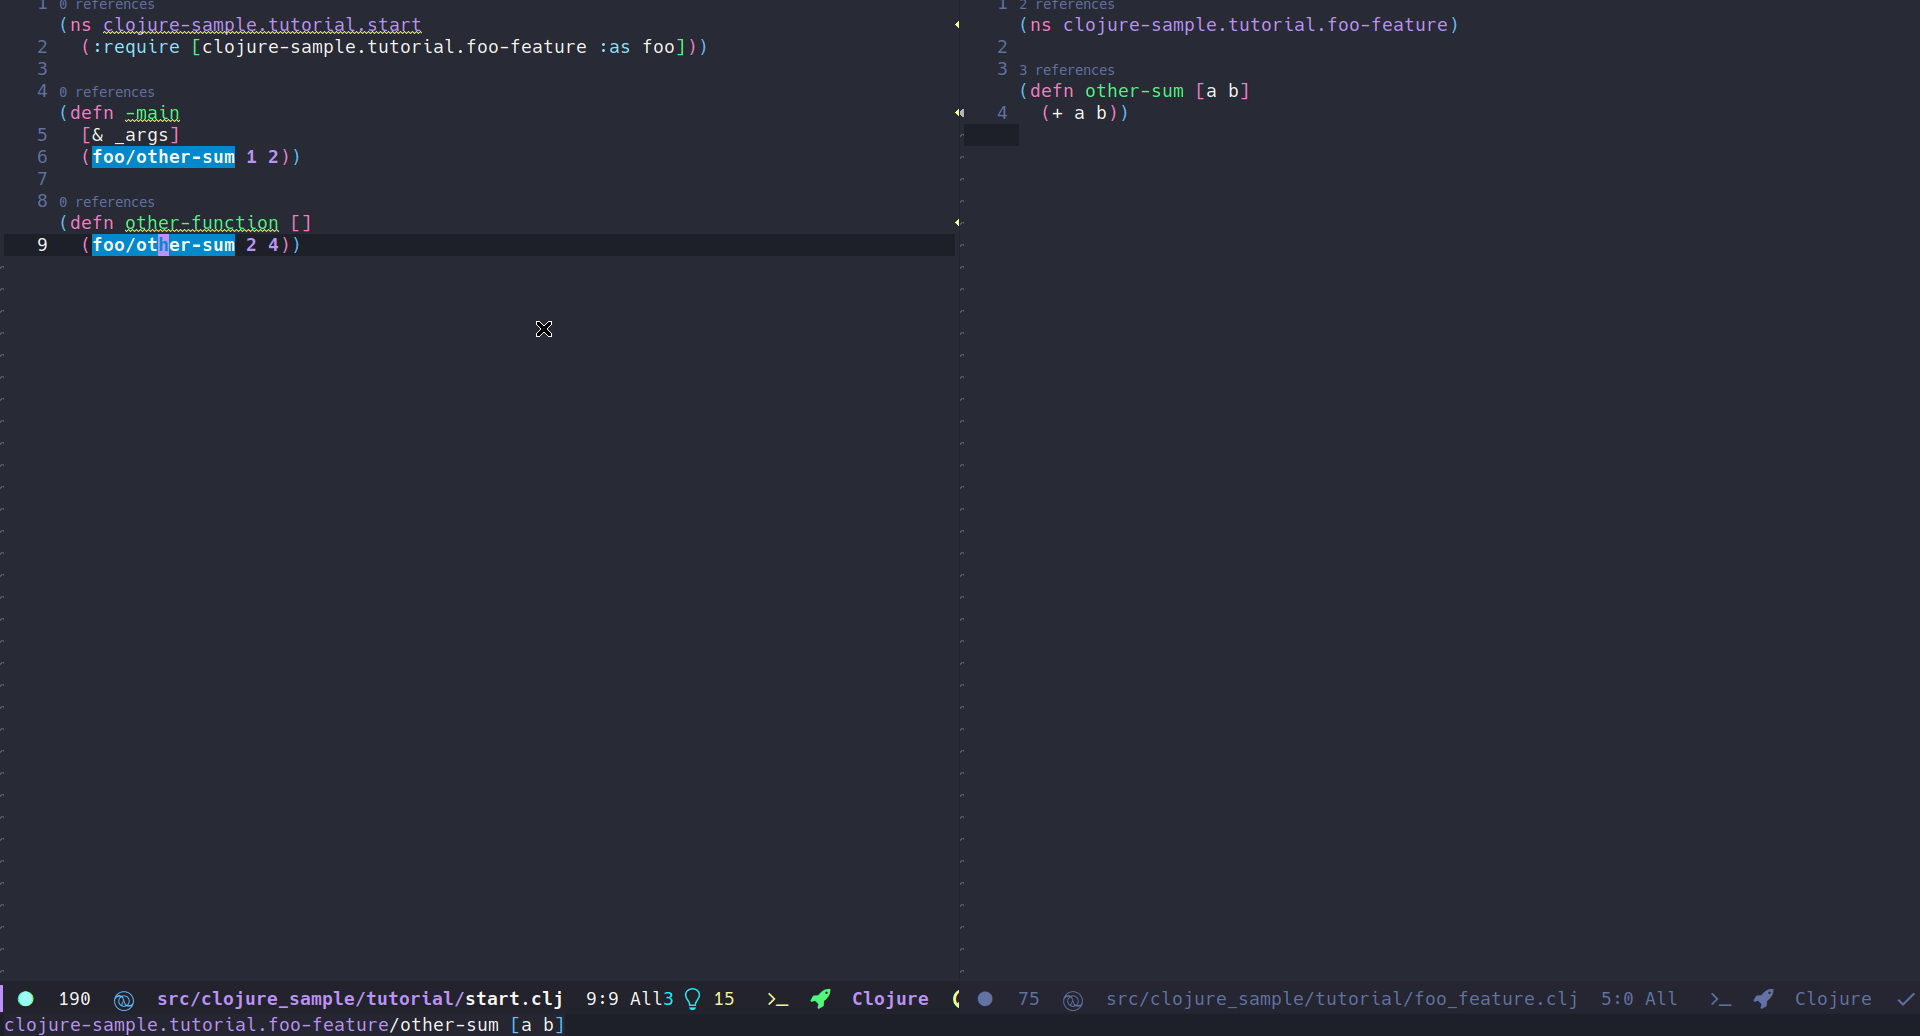 1 0 references
(ns clojure-sample.tutorial.start
2 (:require [clojure-sample.tutorial.foo-feature :as foo]))
3
4 0 references
(defn -main
5 [& _args]
6 (foo/other-sum 1 2))
7
8 0 references
(defn other-function []
9 (foo/other-sum 2 4))
190 src/clojure_sample/tutorial/start.clj 9:9 All3 15 >_ Clojure
clojure-sample.tutorial.foo-feature/other-sum [a b]
1 2 references
(ns clojure-sample.tutorial.foo-feature)
2
3 3 references
(defn other-sum [a b]
4 (+ a b))
75 src/clojure_sample/tutorial/foo_feature.clj 5:0 All >_ Clojure